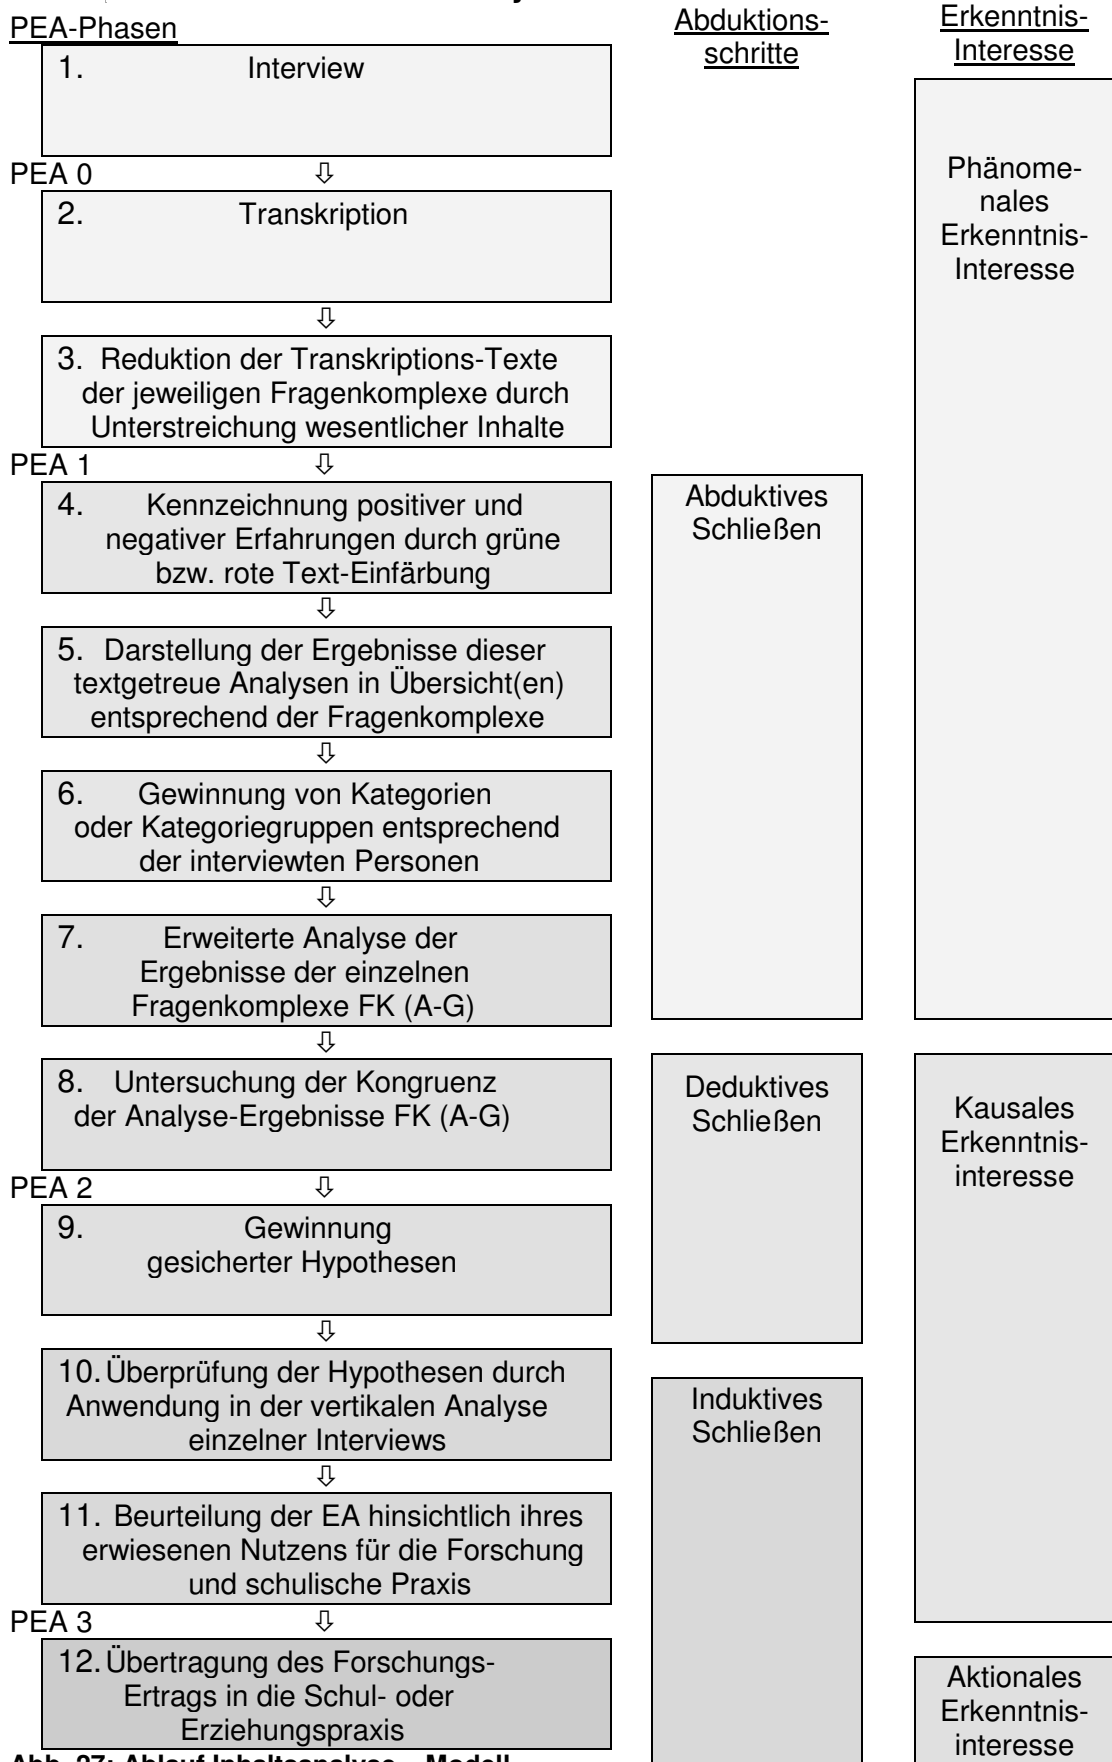 PEA-Phasen
Abduktions-
schritte
Erkenntnis-
Interesse
1. Interview
PEA 0 ⇩
2. Transkription
⇩
3. Reduktion der Transkriptions-Texte
der jeweiligen Fragenkomplexe durch
Unterstreichung wesentlicher Inhalte
PEA 1 ⇩
4. Kennzeichnung positiver und
negativer Erfahrungen durch grüne
bzw. rote Text-Einfärbung
⇩
5. Darstellung der Ergebnisse dieser
textgetreue Analysen in Übersicht(en)
entsprechend der Fragenkomplexe
⇩
6. Gewinnung von Kategorien
oder Kategoriegruppen entsprechend
der interviewten Personen
⇩
7. Erweiterte Analyse der
Ergebnisse der einzelnen
Fragenkomplexe FK (A-G)
⇩
8. Untersuchung der Kongruenz
der Analyse-Ergebnisse FK (A-G)
PEA 2 ⇩
9. Gewinnung
gesicherter Hypothesen
⇩
10. Überprüfung der Hypothesen durch
Anwendung in der vertikalen Analyse
einzelner Interviews
⇩
11. Beurteilung der EA hinsichtlich ihres
erwiesenen Nutzens für die Forschung
und schulische Praxis
PEA 3 ⇩
12. Übertragung des Forschungs-
Ertrags in die Schul- oder
Erziehungspraxis
Abduktives
Schließen
Deduktives
Schließen
Induktives
Schließen
Phänome-
nales
Erkenntnis-
Interesse
Kausales
Erkenntnis-
interesse
Aktionales
Erkenntnis-
interesse
Abb. 27: Ablauf Inhaltsanalyse – Modell